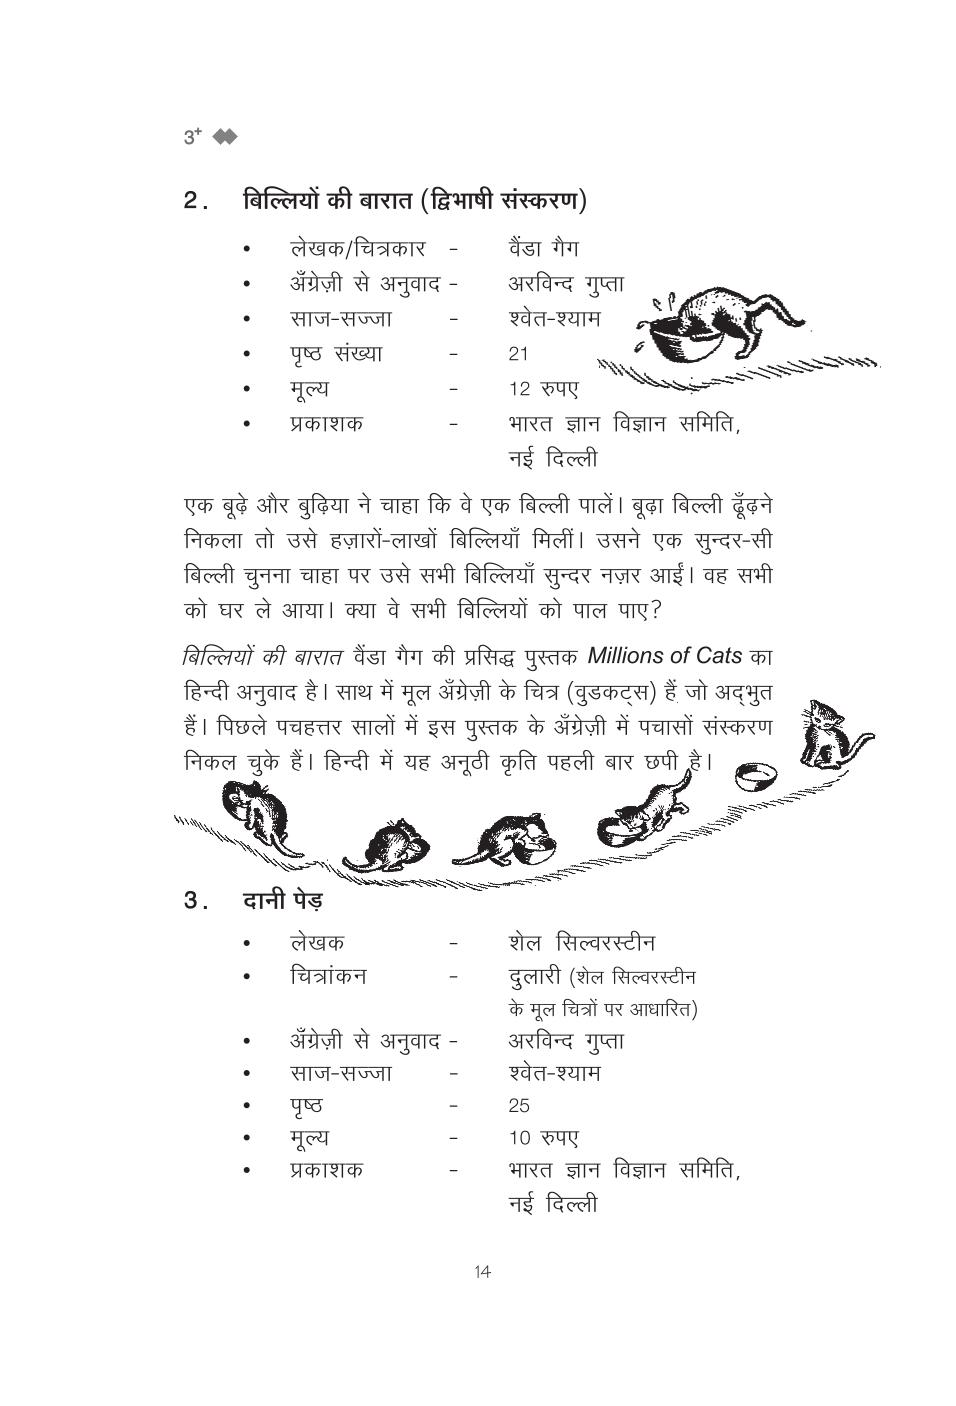 3+
2. बिल्लियों की बारात (द्विभाषी संस्करण)
• लेखक/चित्रकार - वैंडा गैग
• अँग्रेज़ी से अनुवाद - अरविन्द गुप्ता
• साज-सज्जा - श्वेत-श्याम
• पृष्ठ संख्या - 21
• मूल्य - 12 रुपए
• प्रकाशक - भारत ज्ञान विज्ञान समिति,
नई दिल्ली
एक बूढ़े और बुढ़िया ने चाहा कि वे एक बिल्ली पालें। बूढ़ा बिल्ली ढूँढ़ने
निकला तो उसे हज़ारों-लाखों बिल्लियाँ मिलीं। उसने एक सुन्दर-सी
बिल्ली चुनना चाहा पर उसे सभी बिल्लियाँ सुन्दर नज़र आईं। वह सभी
को घर ले आया। क्या वे सभी बिल्लियों को पाल पाए?
बिल्लियों की बारात वैंडा गैग की प्रसिद्ध पुस्तक Millions of Cats का
हिन्दी अनुवाद है। साथ में मूल अँग्रेज़ी के चित्र (वुडकट्स) हैं जो अद्भुत
हैं। पिछले पचहत्तर सालों में इस पुस्तक के अँग्रेज़ी में पचासों संस्करण
निकल चुके हैं। हिन्दी में यह अनूठी कृति पहली बार छपी है।
3. दानी पेड़
• लेखक - शेल सिल्वरस्टीन
• चित्रांकन - दुलारी (शेल सिल्वरस्टीन
के मूल चित्रों पर आधारित)
• अँग्रेज़ी से अनुवाद - अरविन्द गुप्ता
• साज-सज्जा - श्वेत-श्याम
• पृष्ठ - 25
• मूल्य - 10 रुपए
• प्रकाशक - भारत ज्ञान विज्ञान समिति,
नई दिल्ली
14